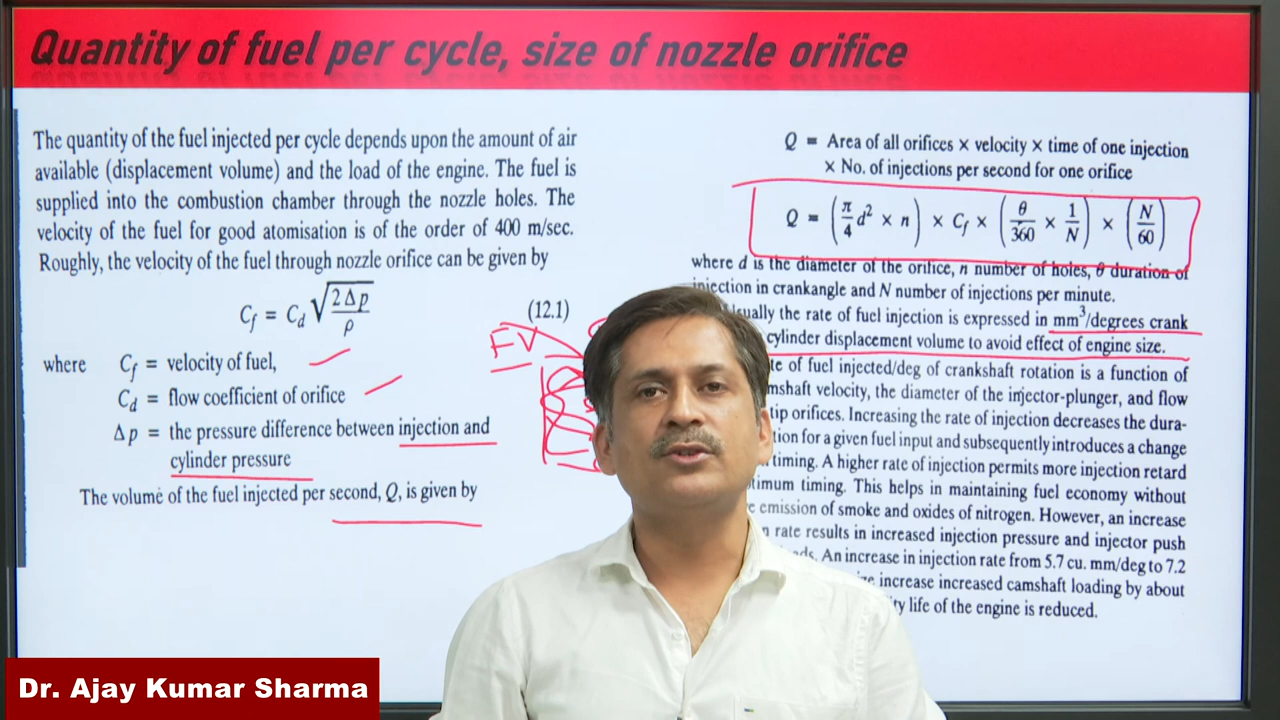 Quantity of fuel per cycle, size of nozzle orifice
The quantity of the fuel injected per cycle depends upon the amount of air
available (displacement volume) and the load of the engine. The fuel is
supplied into the combustion chamber through the nozzle holes. The
velocity of the fuel for good atomisation is of the order of 400 m/sec.
Roughly, the velocity of the fuel through nozzle orifice can be given by
C_f = C_d √(2Δp/ρ) (12.1)
where C_f = velocity of fuel,
C_d = flow coefficient of orifice
Δp = the pressure difference between injection and
cylinder pressure
The volume of the fuel injected per second, Q, is given by
Q = Area of all orifices × velocity × time of one injection
× No. of injections per second for one orifice
Q = (π/4 d² × n) × C_f × (θ/360 × 1/N) × (N/60)
where d is the diameter of the orifice, n number of holes, θ duration of
injection in crankangle and N number of injections per minute.
the rate of fuel injection is expressed in mm³/degrees crank
cylinder displacement volume to avoid effect of engine size.
of fuel injected/deg of crankshaft rotation is a function of
velocity, the diameter of the injector-plunger, and flow
tip orifices. Increasing the rate of injection decreases the dura-
for a given fuel input and subsequently introduces a change
timing. A higher rate of injection permits more injection retard
timing. This helps in maintaining fuel economy without
emission of smoke and oxides of nitrogen. However, an increase
rate results in increased injection pressure and injector push
An increase in injection rate from 5.7 cu. mm/deg to 7.2
increase increased camshaft loading by about
life of the engine is reduced.
FV
Dr. Ajay Kumar Sharma